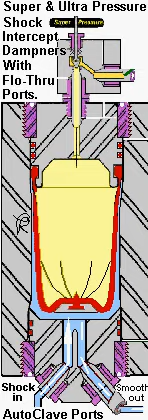 Super & Ultra Pressure
Shock
Super Pressure
Intercept
Dampners
With
Flo-Thru
Ports.
Shock
in
Smooth
out
AutoClave Ports